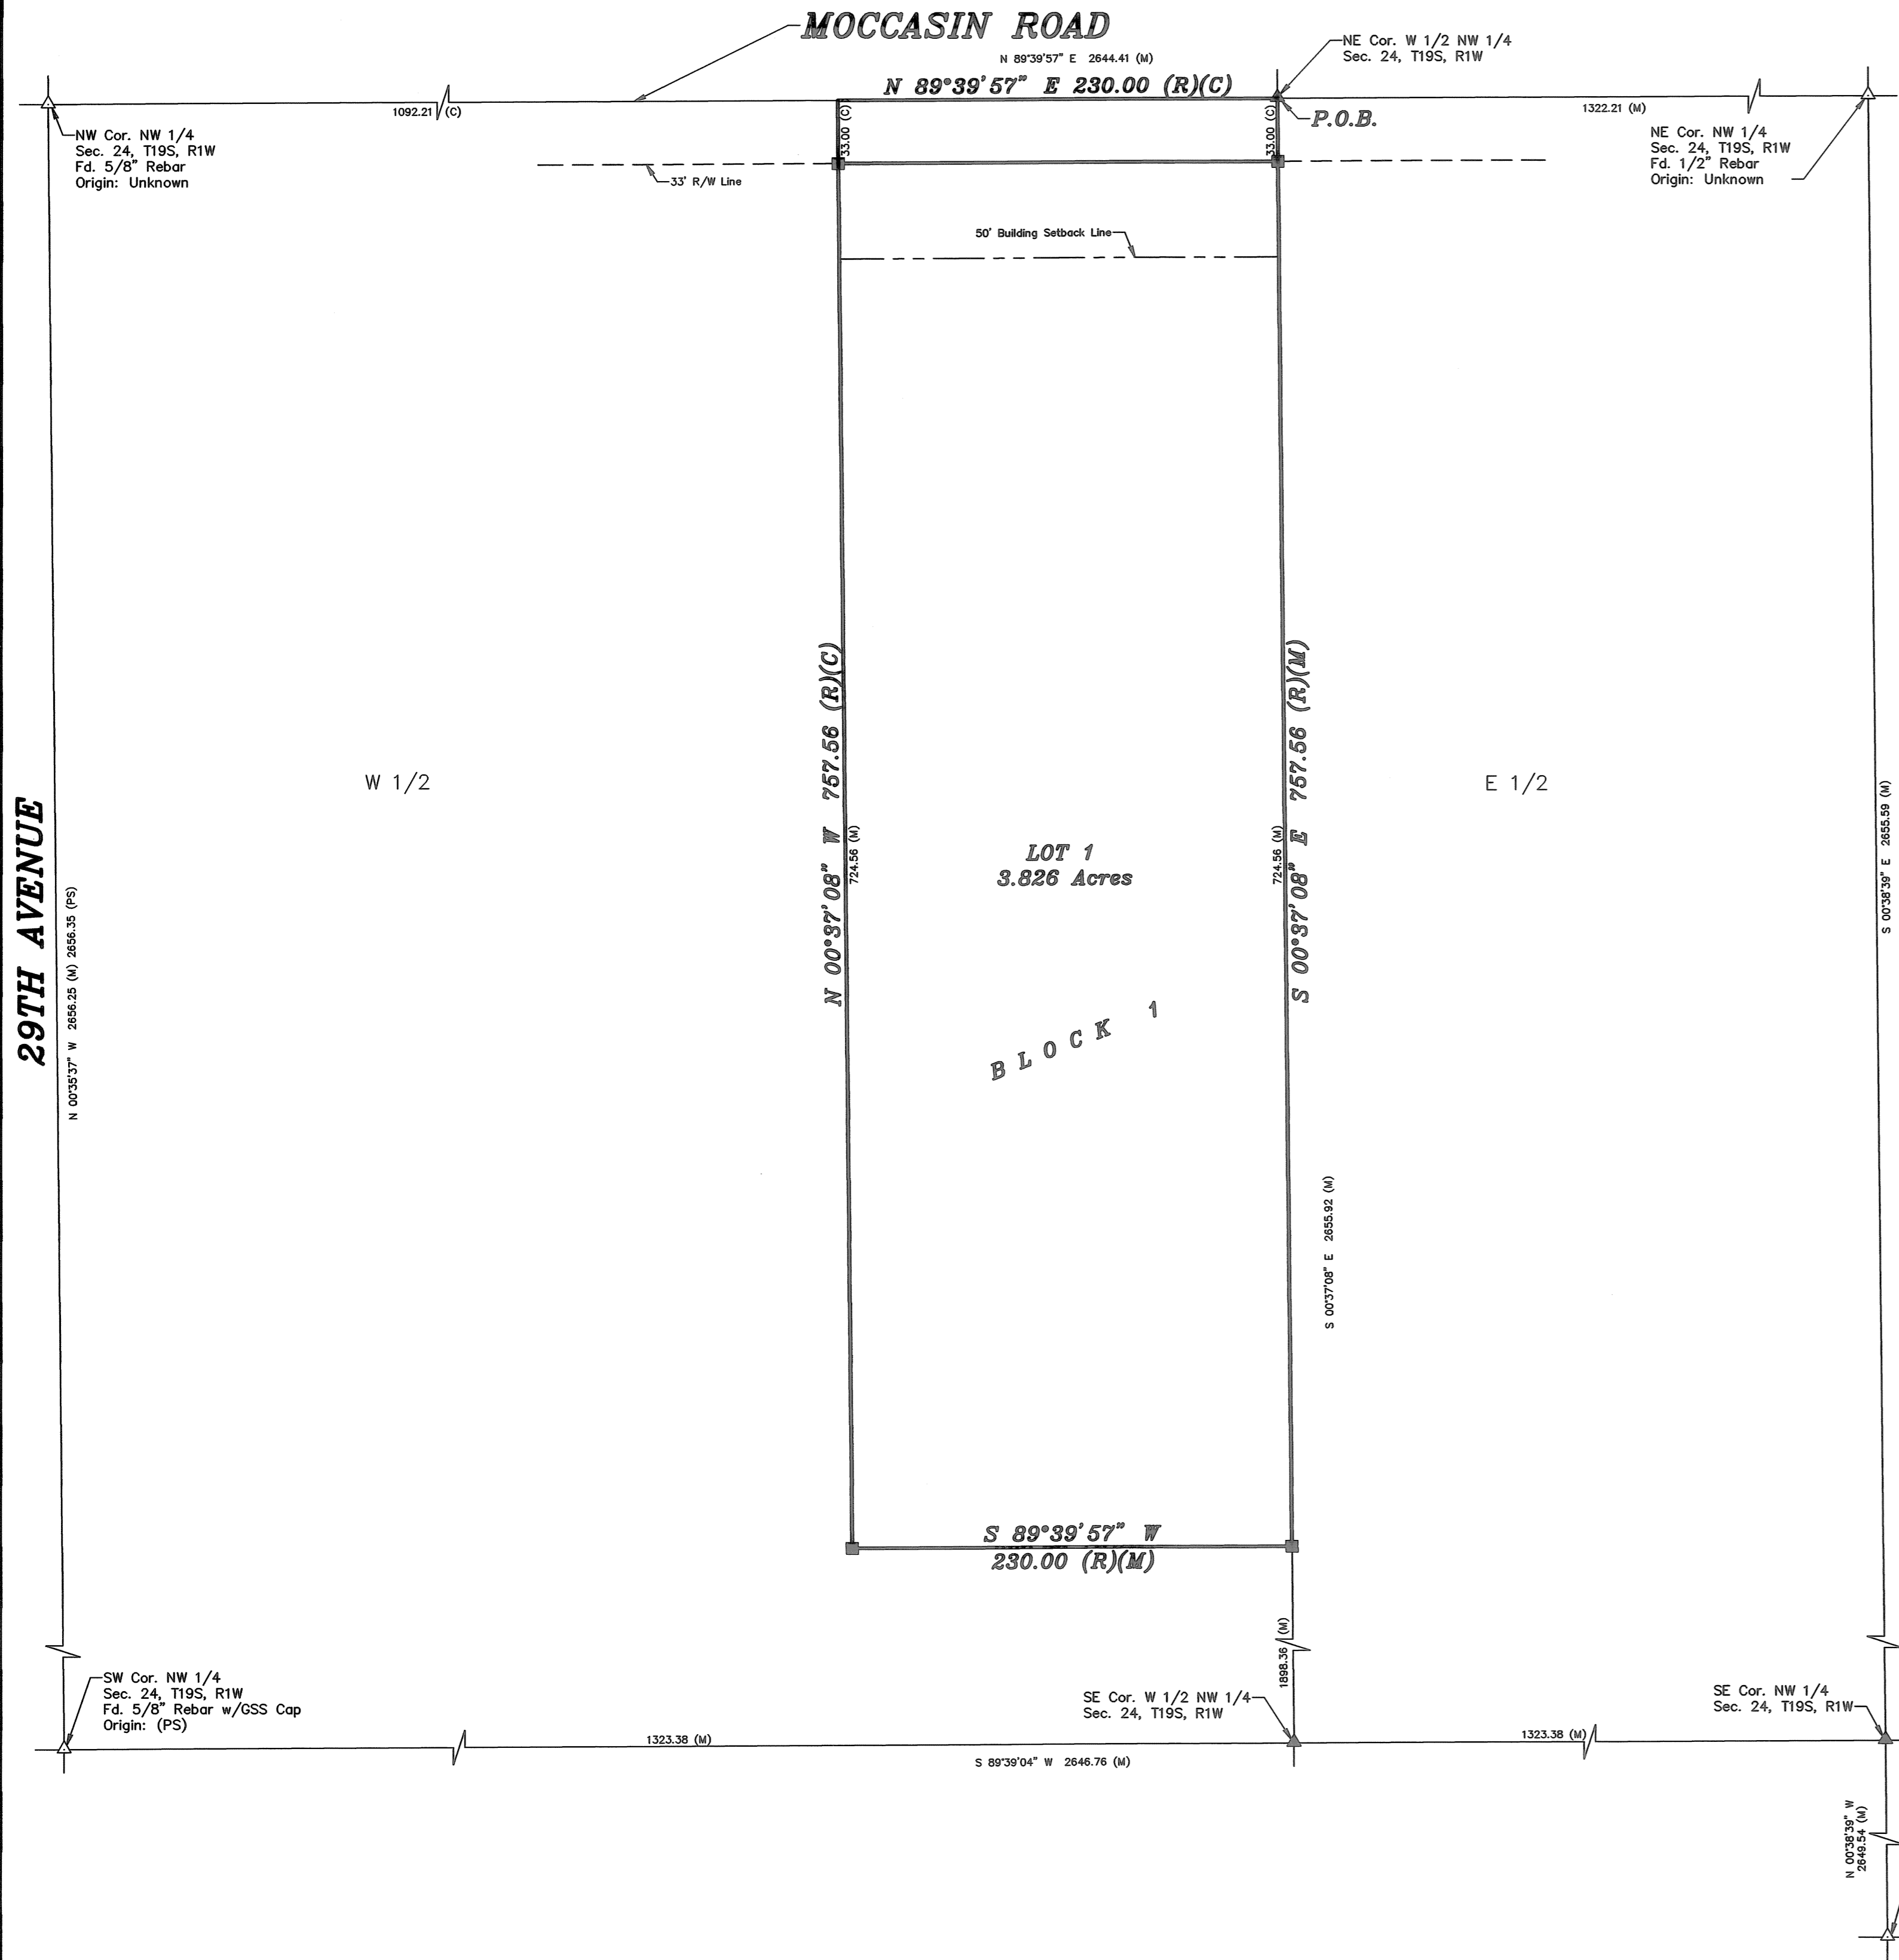 MOCCASIN ROAD
N 89°39'57" E 2644.41 (M)
N 89°39'57" E 230.00 (R)(C)
NE Cor. W 1/2 NW 1/4
Sec. 24, T19S, R1W
1092.21 (C)
33.00 (C)
33.00 (C)
P.O.B.
1322.21 (M)
NW Cor. NW 1/4
Sec. 24, T19S, R1W
Fd. 5/8" Rebar
Origin: Unknown
NE Cor. NW 1/4
Sec. 24, T19S, R1W
Fd. 1/2" Rebar
Origin: Unknown
33' R/W Line
50' Building Setback Line
W 1/2
E 1/2
29TH AVENUE
N 00°35'37" W 2656.25 (M) 2656.35 (PS)
N 00°37'08" W 757.56 (R)(C)
724.56 (M)
LOT 1
3.826 Acres
724.56 (M)
S 00°37'08" E 757.56 (R)(M)
S 00°38'39" E 2655.59 (M)
BLOCK 1
S 00°37'08" E 2655.92 (M)
S 89°39'57" W
230.00 (R)(M)
1898.36 (M)
SW Cor. NW 1/4
Sec. 24, T19S, R1W
Fd. 5/8" Rebar w/GSS Cap
Origin: (PS)
SE Cor. W 1/2 NW 1/4
Sec. 24, T19S, R1W
SE Cor. NW 1/4
Sec. 24, T19S, R1W
1323.38 (M)
1323.38 (M)
S 89°39'04" W 2646.76 (M)
N 00°38'39" W
2649.54 (M)